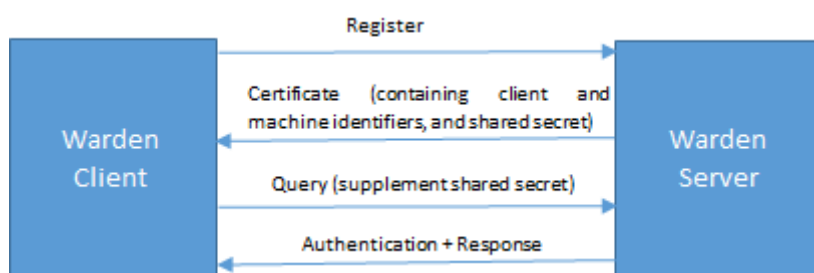 Register
Certificate (containing client and
machine identifiers, and shared secret)
Warden
Client
Warden
Server
Query (supplement shared secret)
Authentication + Response